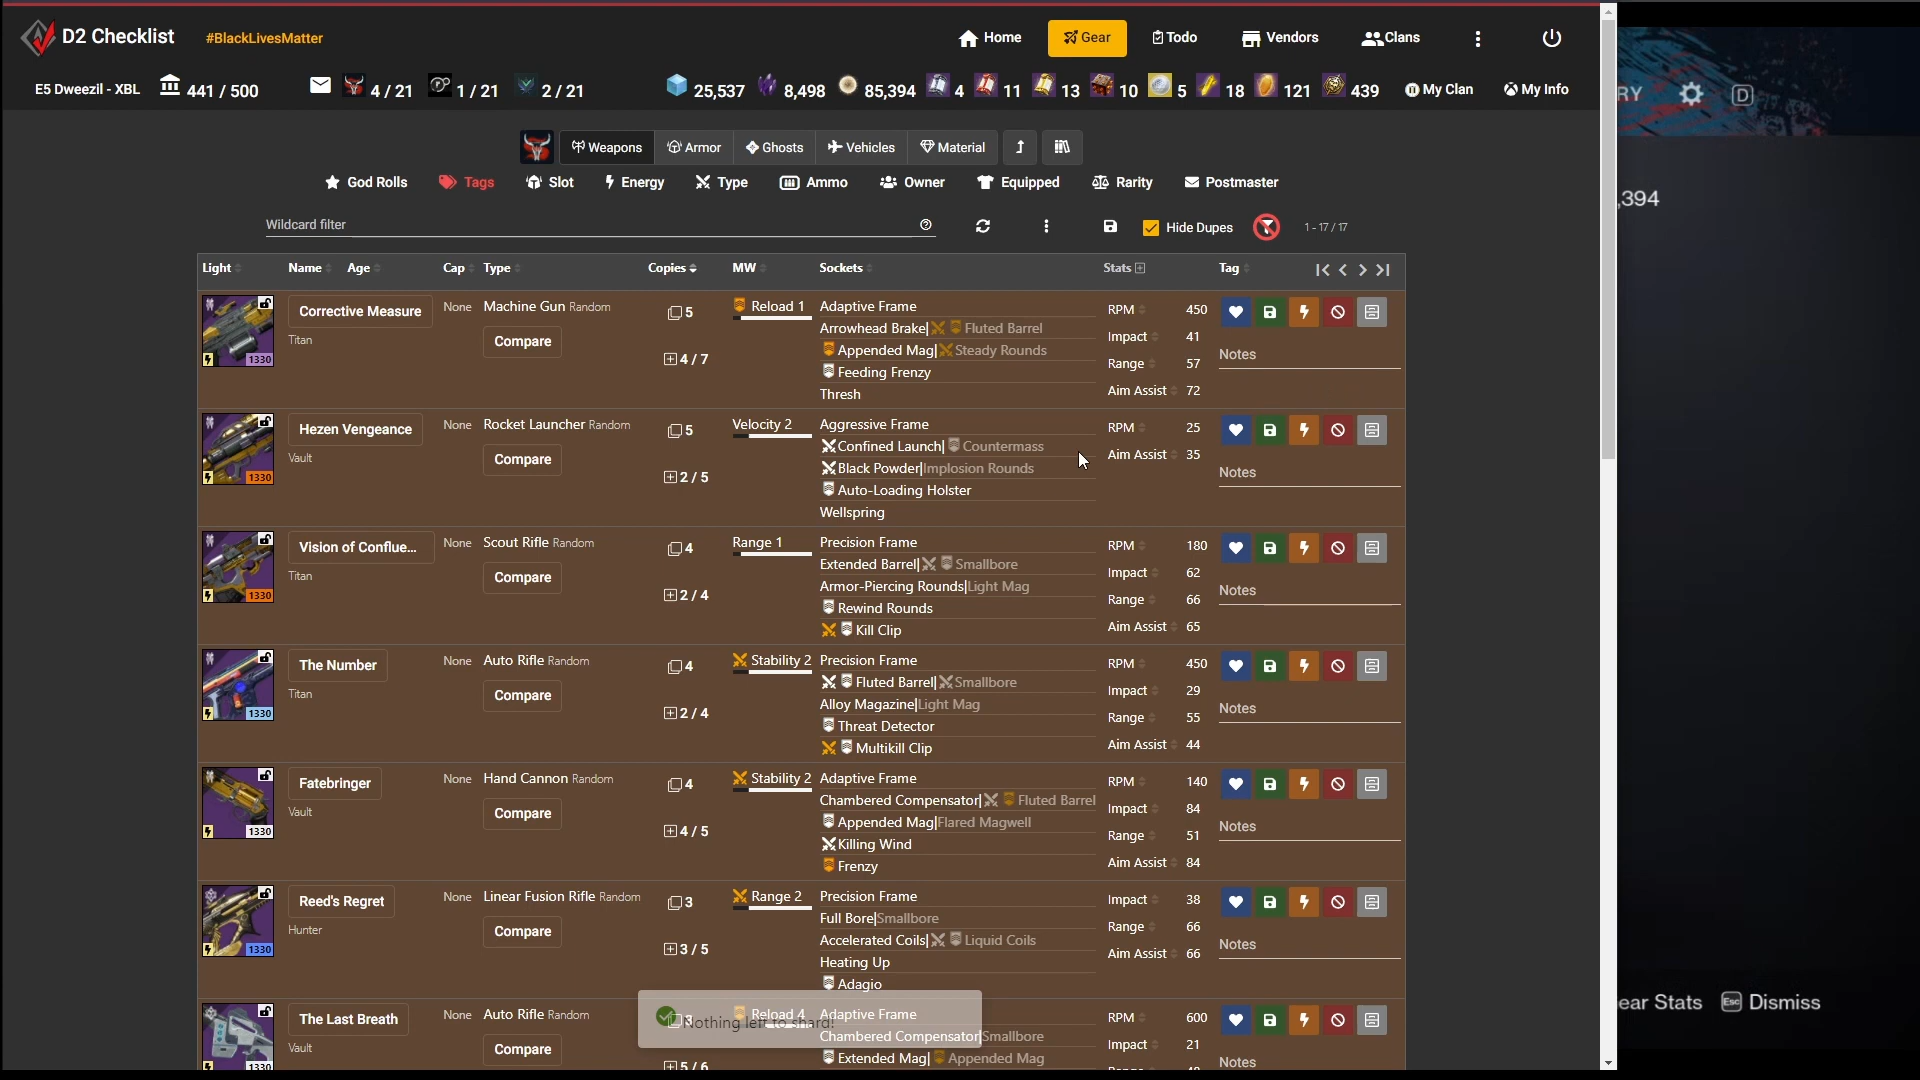 D2 Checklist #BlackLivesMatter Home Gear Todo Vendors Clans
E5 Dweezil - XBL 441 / 500 4 / 21 1 / 21 2 / 21 25,537 8,498 85,394 4 11 13 10 5 18 121 439 My Clan My Info
RY D
,394
Weapons Armor Ghosts Vehicles Material
God Rolls Tags Slot Energy Type Ammo Owner Equipped Rarity Postmaster
Wildcard filter Hide Dupes 1 - 17 / 17
Light Name Age Cap Type Copies MW Sockets Stats Tag
Corrective Measure None Machine Gun Random 5 Reload 1 Adaptive Frame RPM 450
Titan Compare Arrowhead Brake| Fluted Barrel Impact 41
Appended Mag| Steady Rounds Notes
1330 4 / 7 Feeding Frenzy Range 57
Thresh Aim Assist 72
Hezen Vengeance None Rocket Launcher Random 5 Velocity 2 Aggressive Frame RPM 25
Vault Compare Confined Launch| Countermass Aim Assist 35
Black Powder|Implosion Rounds Notes
1330 2 / 5 Auto-Loading Holster
Wellspring
Vision of Conflue... None Scout Rifle Random 4 Range 1 Precision Frame RPM 180
Titan Compare Extended Barrel| Smallbore Impact 62
Armor-Piercing Rounds|Light Mag Notes
1330 2 / 4 Rewind Rounds Range 66
Kill Clip Aim Assist 65
The Number None Auto Rifle Random 4 Stability 2 Precision Frame RPM 450
Titan Compare Fluted Barrel| Smallbore Impact 29
Alloy Magazine|Light Mag Notes
1330 2 / 4 Threat Detector Range 55
Multikill Clip Aim Assist 44
Fatebringer None Hand Cannon Random 4 Stability 2 Adaptive Frame RPM 140
Vault Compare Chambered Compensator| Fluted Barrel Impact 84
Appended Mag|Flared Magwell Notes
1330 4 / 5 Killing Wind Range 51
Frenzy Aim Assist 84
Reed's Regret None Linear Fusion Rifle Random 3 Range 2 Precision Frame Impact 38
Hunter Compare Full Bore|Smallbore Range 66
Accelerated Coils| Liquid Coils Notes
1330 3 / 5 Heating Up Aim Assist 66
Adagio
The Last Breath None Auto Rifle Random 3 Reload 4 Adaptive Frame RPM 600
Nothing left to shard!
Vault Compare Chambered Compensator|Smallbore Impact 21
1330 5 / 6 Extended Mag| Appended Mag Notes
ear Stats Esc Dismiss